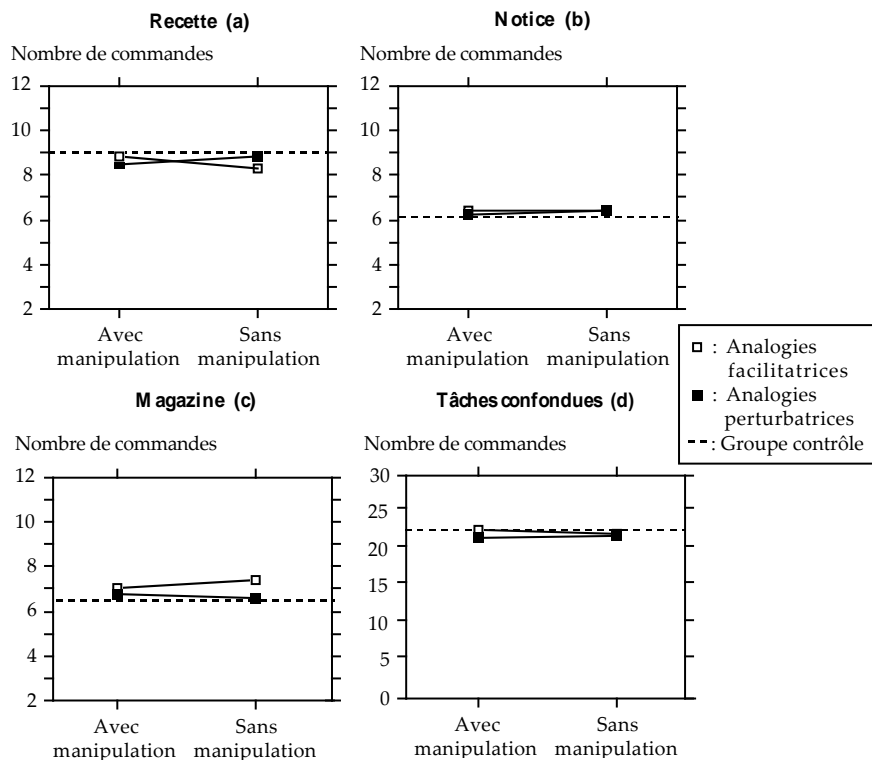 Recette (a)
Nombre de commandes
12
10
8
6
4
2
Avec
manipulation
Sans
manipulation
Notice (b)
Nombre de commandes
12
10
8
6
4
2
Avec
manipulation
Sans
manipulation
: Analogies
facilitatrices
: Analogies
perturbatrices
: Groupe contrôle
Magazine (c)
Nombre de commandes
12
10
8
6
4
2
Avec
manipulation
Sans
manipulation
Tâches confondues (d)
Nombre de commandes
30
25
20
15
10
5
0
Avec
manipulation
Sans
manipulation